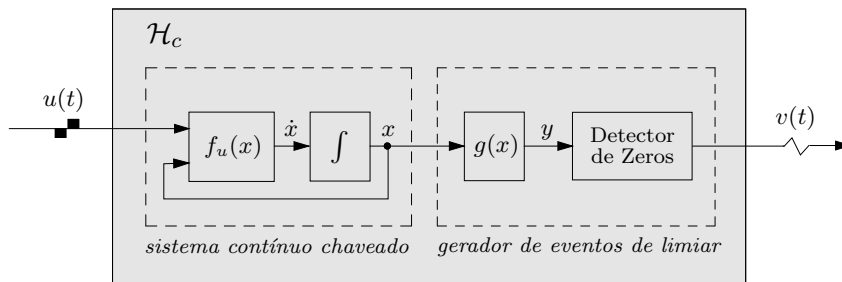 𝓗c
u(t)
v(t)
fu(x)
ẋ
∫
x
g(x)
y
Detector
de Zeros
sistema contínuo chaveado
gerador de eventos de limiar